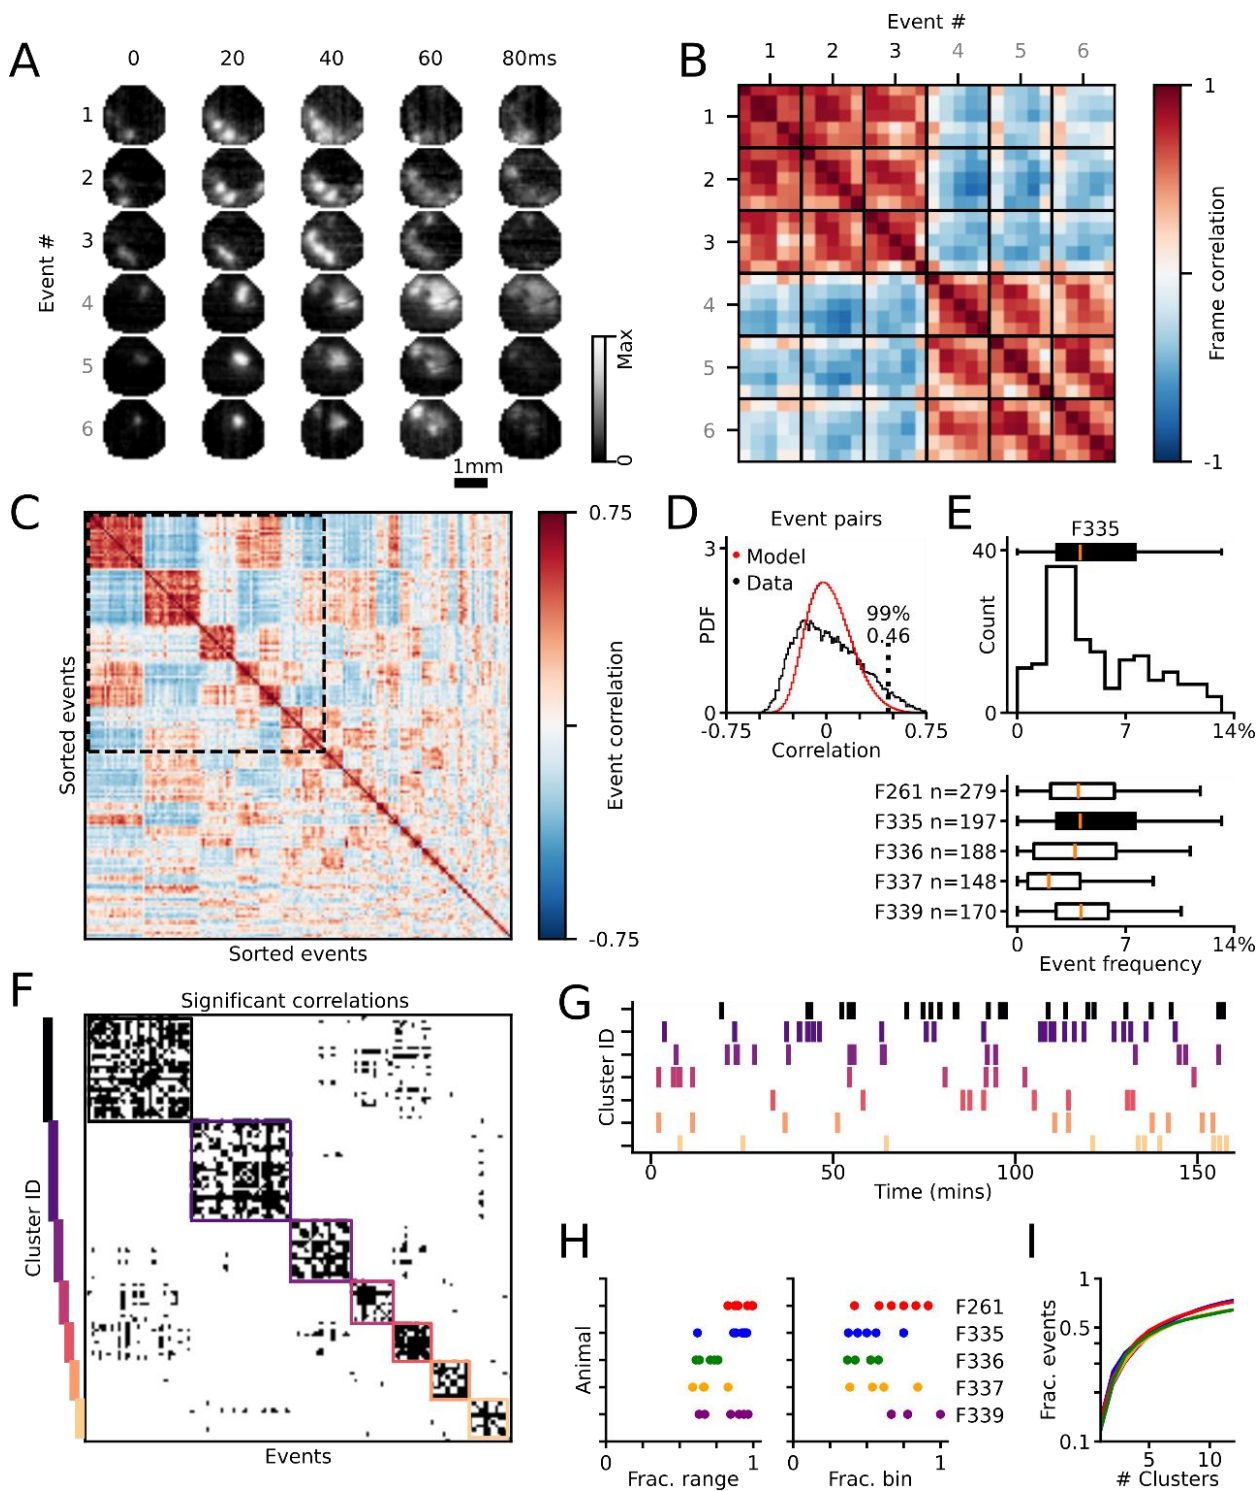 A
0 20 40 60 80ms
Event #
1
2
3
4
5
6
Max
0
1mm
B
Event #
1 2 3 4 5 6
1
2
3
4
5
6
1
Frame correlation
-1
C
Sorted events
Sorted events
0.75
Event correlation
-0.75
D
Event pairs
3
Model
Data
99%
0.46
PDF
0
-0.75 0 0.75
Correlation
E
F335
40
Count
0
0 7 14%
F261 n=279
F335 n=197
F336 n=188
F337 n=148
F339 n=170
0 7 14%
Event frequency
F
Significant correlations
Cluster ID
Events
G
Cluster ID
0 50 100 150
Time (mins)
H
Animal
0 1
Frac. range
0 1
Frac. bin
F261
F335
F336
F337
F339
I
1
0.5
0.1
Frac. events
5 10
# Clusters